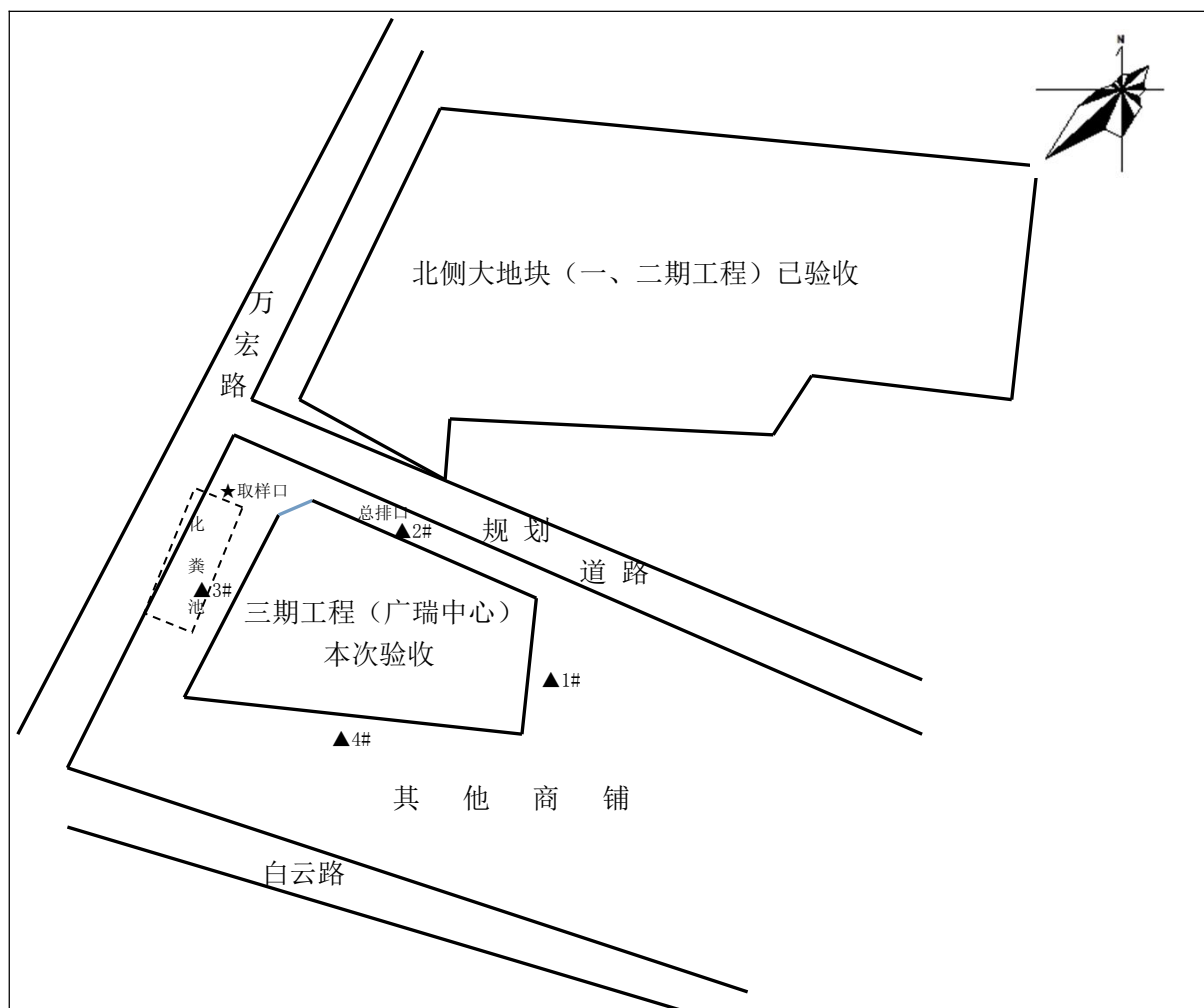 N
北侧大地块（一、二期工程）已验收
万宏路
★取样口
总排口
▲2#
规划
道路
化粪池
▲3#
三期工程（广瑞中心）
本次验收
▲1#
▲4#
其他商铺
白云路